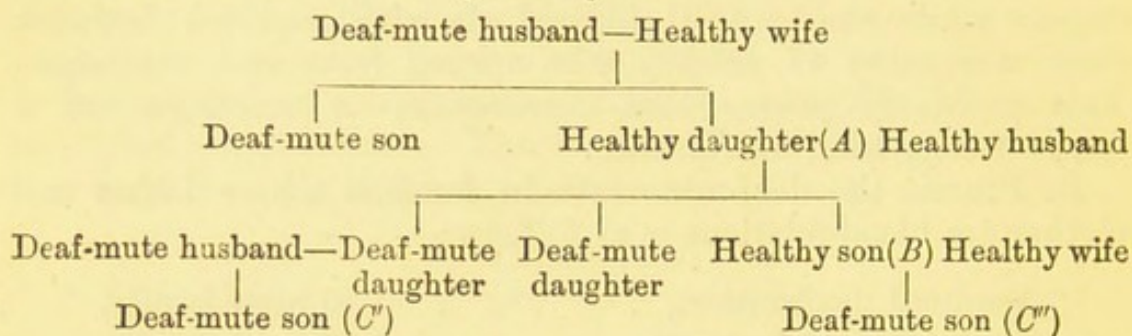 Deaf-mute husband—Healthy wife
Deaf-mute son Healthy daughter(A) Healthy husband
Deaf-mute husband—Deaf-mute Deaf-mute Healthy son(B) Healthy wife
daughter daughter
Deaf-mute son (C′) Deaf-mute son (C″)